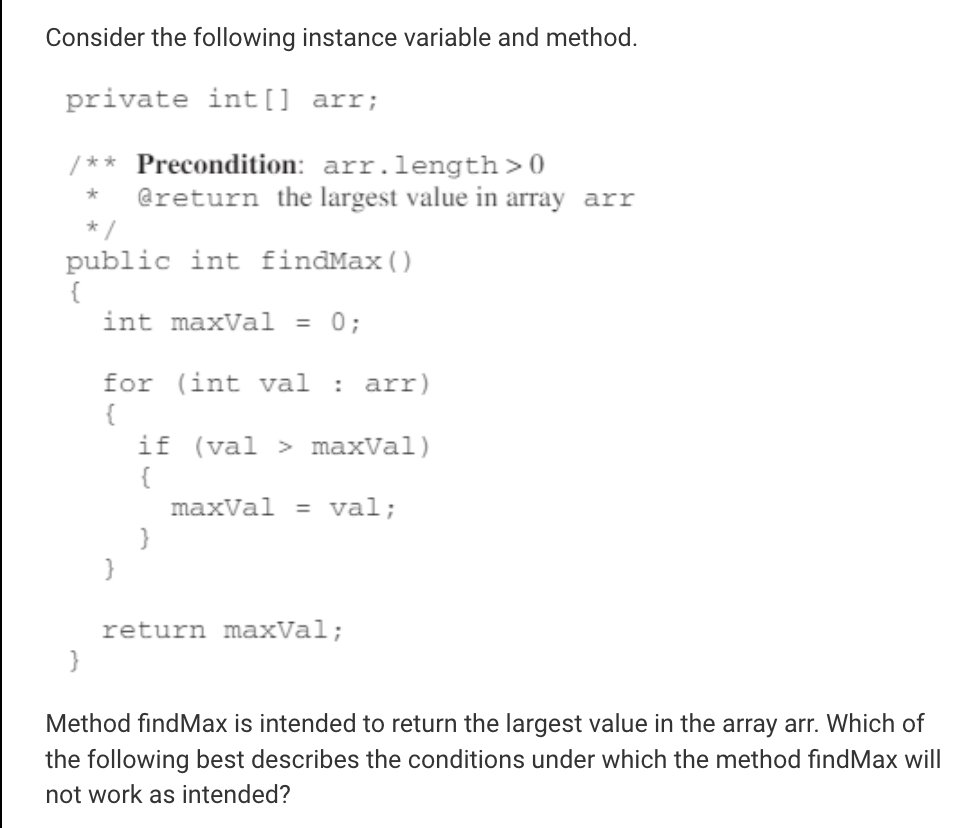 Consider the following instance variable and method.
private int[] arr;
/** Precondition: arr.length>0
* @return the largest value in array arr
*/
public int findMax()
{
int maxVal = 0;
for (int val : arr)
{
if (val > maxVal)
{
maxVal = val;
}
}
return maxVal;
}
Method findMax is intended to return the largest value in the array arr. Which of
the following best describes the conditions under which the method findMax will
not work as intended?